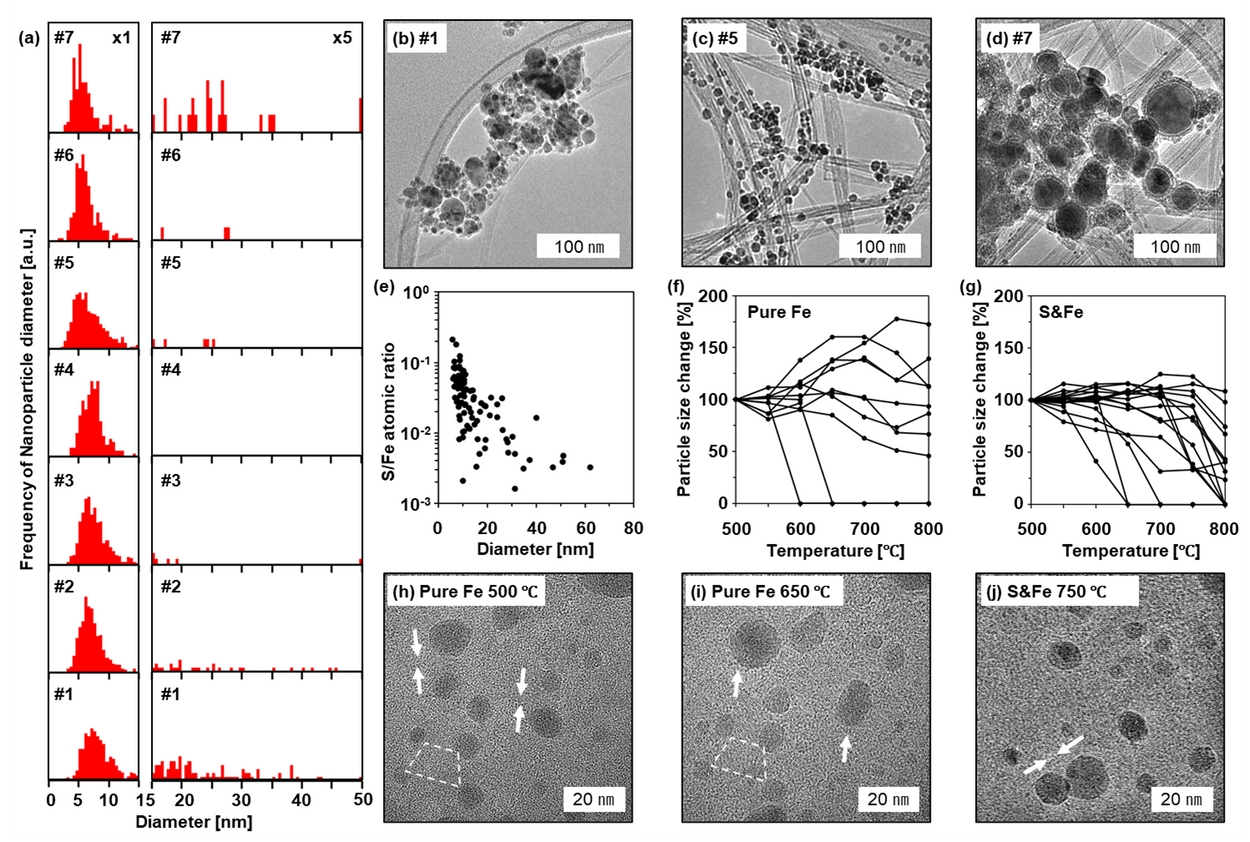 (a)
#7 x1
#7 x5
#6
#6
#5
#5
#4
#4
#3
#3
#2
#2
#1
#1
0 5 10 15 20 30 40 50
Diameter [nm]
Frequency of Nanoparticle diameter [a.u.]
(b) #1
100 nm
(c) #5
100 nm
(d) #7
100 nm
(e)
10⁰
10⁻¹
10⁻²
10⁻³
S/Fe atomic ratio
0 20 40 60 80
Diameter [nm]
(f)
Pure Fe
200
150
100
50
0
Particle size change [%]
500 600 700 800
Temperature [℃]
(g)
S&Fe
200
150
100
50
0
Particle size change [%]
500 600 700 800
Temperature [℃]
(h) Pure Fe 500 ℃
20 nm
(i) Pure Fe 650 ℃
20 nm
(j) S&Fe 750 ℃
20 nm